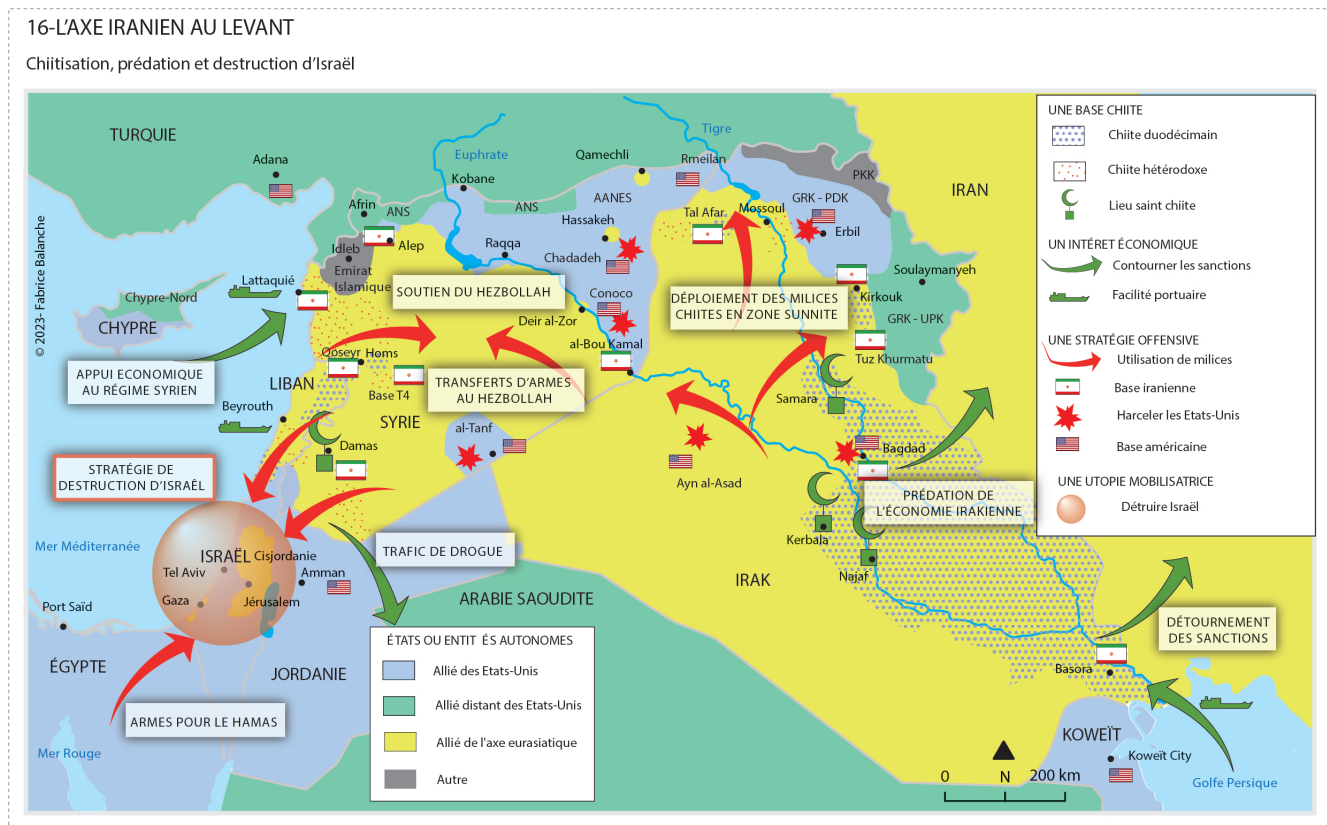 16-L'AXE IRANIEN AU LEVANT
Chiitisation, prédation et destruction d'Israël
© 2023- Fabrice Balanche
TURQUIE
Adana
Euphrate
Kobane
Qamechli
Tigre
Rmeilan
PKK
IRAN
Afrin
ANS
ANS
AANES
Hassakeh
Tal Afar
Mossoul
GRK - PDK
Erbil
Alep
Idleb
Emirat
Islamique
Raqqa
Chadadeh
Soulaymanyeh
Lattaquié
Chypre-Nord
CHYPRE
SOUTIEN DU HEZBOLLAH
Conoco
Deir al-Zor
al-Bou Kamal
DÉPLOIEMENT DES MILICES
CHIITES EN ZONE SUNNITE
Kirkouk
GRK - UPK
Tuz Khurmatu
APPUI ECONOMIQUE
AU RÉGIME SYRIEN
Qoseyr
Homs
Base T4
LIBAN
TRANSFERTS D'ARMES
AU HEZBOLLAH
Samara
Beyrouth
SYRIE
al-Tanf
Damas
Bagdad
STRATÉGIE DE
DESTRUCTION D'ISRAËL
Ayn al-Asad
PRÉDATION DE
L'ÉCONOMIE IRAKIENNE
Kerbala
Mer Méditerranée
ISRAËL
Cisjordanie
Tel Aviv
Amman
TRAFIC DE DROGUE
Najaf
IRAK
Gaza
Jérusalem
Port Saïd
ARABIE SAOUDITE
ÉGYPTE
JORDANIE
DÉTOURNEMENT
DES SANCTIONS
Basora
ARMES POUR LE HAMAS
Mer Rouge
KOWEÏT
Koweït City
Golfe Persique
0 N 200 km
UNE BASE CHIITE
Chiite duodécimain
Chiite hétérodoxe
Lieu saint chiite
UN INTÉRET ÉCONOMIQUE
Contourner les sanctions
Facilité portuaire
UNE STRATÉGIE OFFENSIVE
Utilisation de milices
Base iranienne
Harceler les Etats-Unis
Base américaine
UNE UTOPIE MOBILISATRICE
Détruire Israël
ÉTATS OU ENTIT ÉS AUTONOMES
Allié des Etats-Unis
Allié distant des Etats-Unis
Allié de l'axe eurasiatique
Autre